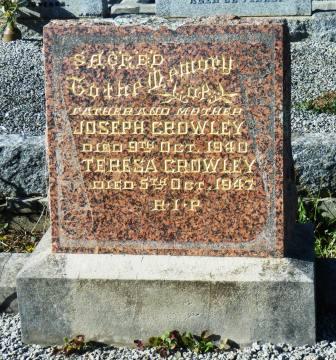 SACRED
To the Memory
OF
FATHER AND MOTHER
JOSEPH CROWLEY
DIED 9TH OCT. 1940
TERESA CROWLEY
DIED 5TH OCT. 1947
R.I.P